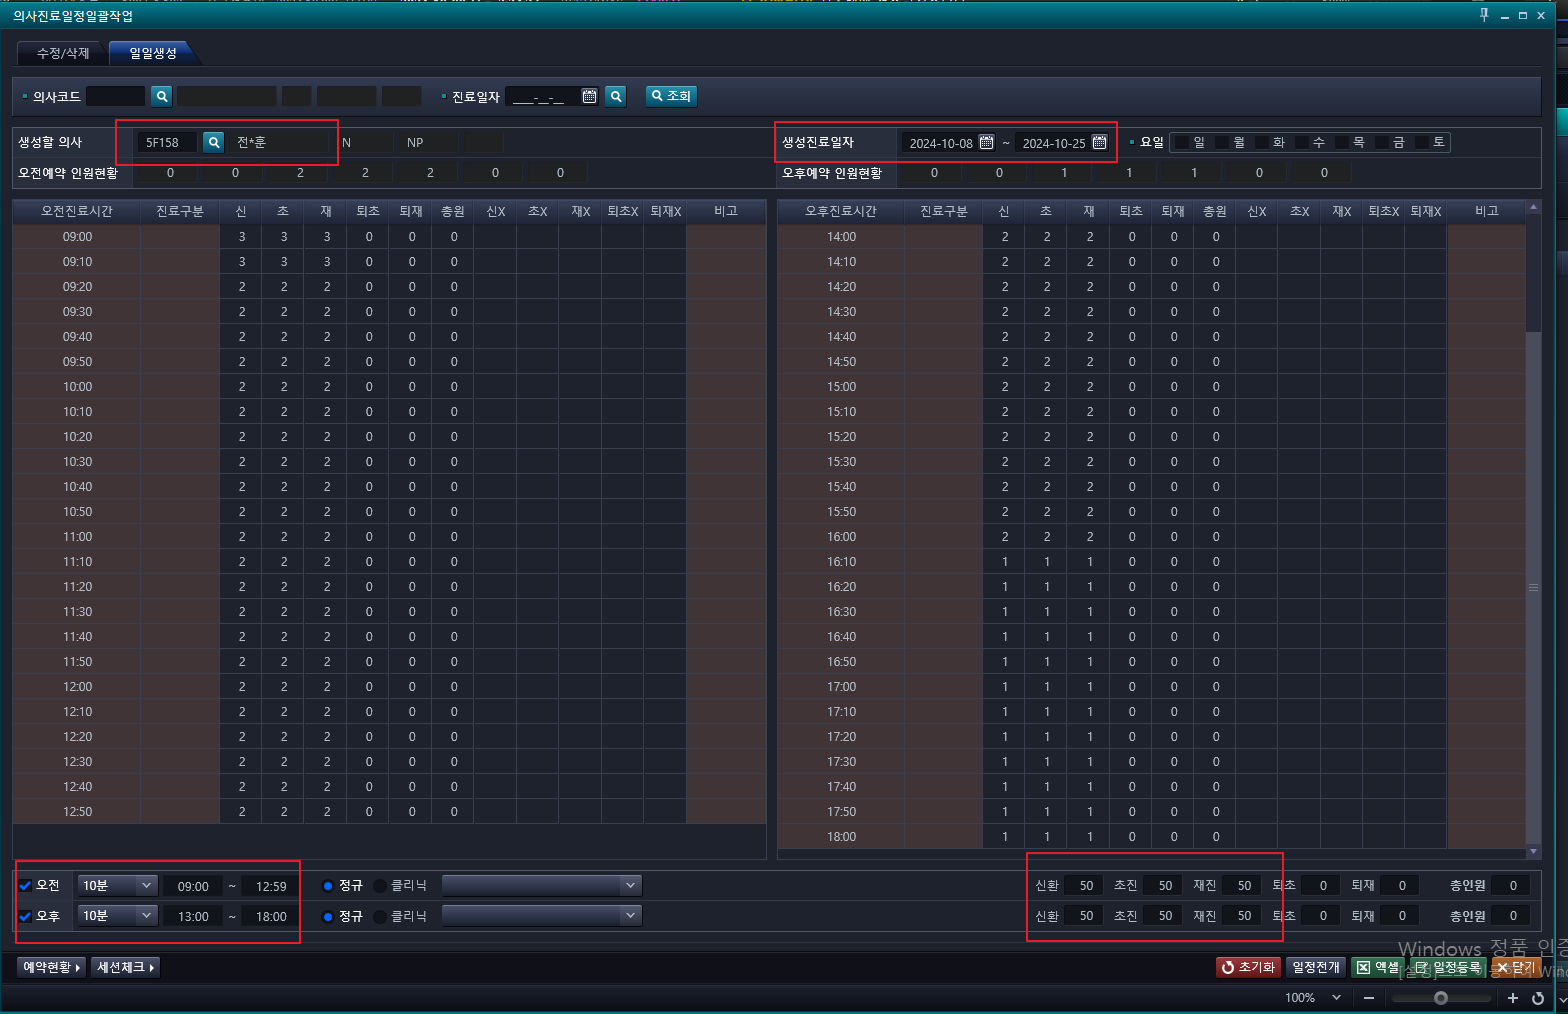 의사진료일정일괄작업
수정/삭제 일일생성
의사코드 진료일자 ____-__-__ 조회
생성할 의사 5F158 전*훈 N NP 생성진료일자 2024-10-08 ~ 2024-10-25 요일 일 월 화 수 목 금 토
오전예약 인원현황 0 0 2 2 2 0 0 오후예약 인원현황 0 0 1 1 1 0 0
오전진료시간 진료구분 신 초 재 퇴초 퇴재 총원 신X 초X 재X 퇴초X 퇴재X 비고 오후진료시간 진료구분 신 초 재 퇴초 퇴재 총원 신X 초X 재X 퇴초X 퇴재X 비고
09:00 3 3 3 0 0 0 14:00 2 2 2 0 0 0
09:10 3 3 3 0 0 0 14:10 2 2 2 0 0 0
09:20 2 2 2 0 0 0 14:20 2 2 2 0 0 0
09:30 2 2 2 0 0 0 14:30 2 2 2 0 0 0
09:40 2 2 2 0 0 0 14:40 2 2 2 0 0 0
09:50 2 2 2 0 0 0 14:50 2 2 2 0 0 0
10:00 2 2 2 0 0 0 15:00 2 2 2 0 0 0
10:10 2 2 2 0 0 0 15:10 2 2 2 0 0 0
10:20 2 2 2 0 0 0 15:20 2 2 2 0 0 0
10:30 2 2 2 0 0 0 15:30 2 2 2 0 0 0
10:40 2 2 2 0 0 0 15:40 2 2 2 0 0 0
10:50 2 2 2 0 0 0 15:50 2 2 2 0 0 0
11:00 2 2 2 0 0 0 16:00 2 2 2 0 0 0
11:10 2 2 2 0 0 0 16:10 1 1 1 0 0 0
11:20 2 2 2 0 0 0 16:20 1 1 1 0 0 0
11:30 2 2 2 0 0 0 16:30 1 1 1 0 0 0
11:40 2 2 2 0 0 0 16:40 1 1 1 0 0 0
11:50 2 2 2 0 0 0 16:50 1 1 1 0 0 0
12:00 2 2 2 0 0 0 17:00 1 1 1 0 0 0
12:10 2 2 2 0 0 0 17:10 1 1 1 0 0 0
12:20 2 2 2 0 0 0 17:20 1 1 1 0 0 0
12:30 2 2 2 0 0 0 17:30 1 1 1 0 0 0
12:40 2 2 2 0 0 0 17:40 1 1 1 0 0 0
12:50 2 2 2 0 0 0 17:50 1 1 1 0 0 0
18:00 1 1 1 0 0 0
오전 10분 09:00 ~ 12:59 정규 클리닉 신환 50 초진 50 재진 50 퇴초 0 퇴재 0 총인원 0
오후 10분 13:00 ~ 18:00 정규 클리닉 신환 50 초진 50 재진 50 퇴초 0 퇴재 0 총인원 0
Windows 정품 인증
예약현황 세션체크 초기화 일정전개 엑셀 일정등록 닫기
100%